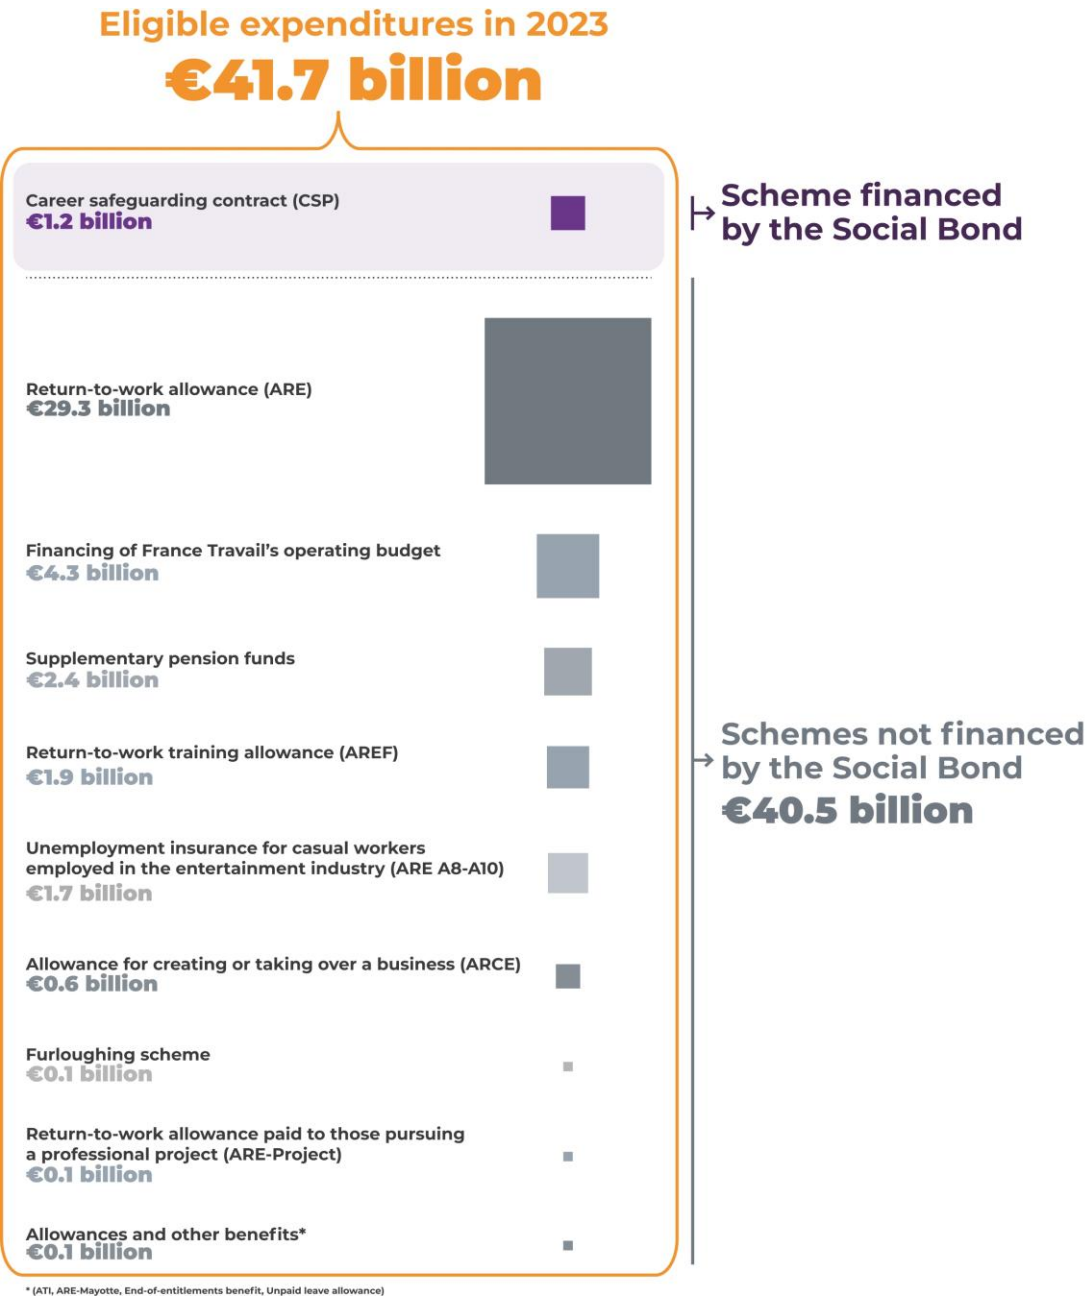 Eligible expenditures in 2023
€41.7 billion
Career safeguarding contract (CSP)
€1.2 billion
Scheme financed
by the Social Bond
Return-to-work allowance (ARE)
€29.3 billion
Financing of France Travail’s operating budget
€4.3 billion
Supplementary pension funds
€2.4 billion
Return-to-work training allowance (AREF)
€1.9 billion
Schemes not financed
by the Social Bond
€40.5 billion
Unemployment insurance for casual workers
employed in the entertainment industry (ARE A8-A10)
€1.7 billion
Allowance for creating or taking over a business (ARCE)
€0.6 billion
Furloughing scheme
€0.1 billion
Return-to-work allowance paid to those pursuing
a professional project (ARE-Project)
€0.1 billion
Allowances and other benefits*
€0.1 billion
* (ATI, ARE-Mayotte, End-of-entitlements benefit, Unpaid leave allowance)